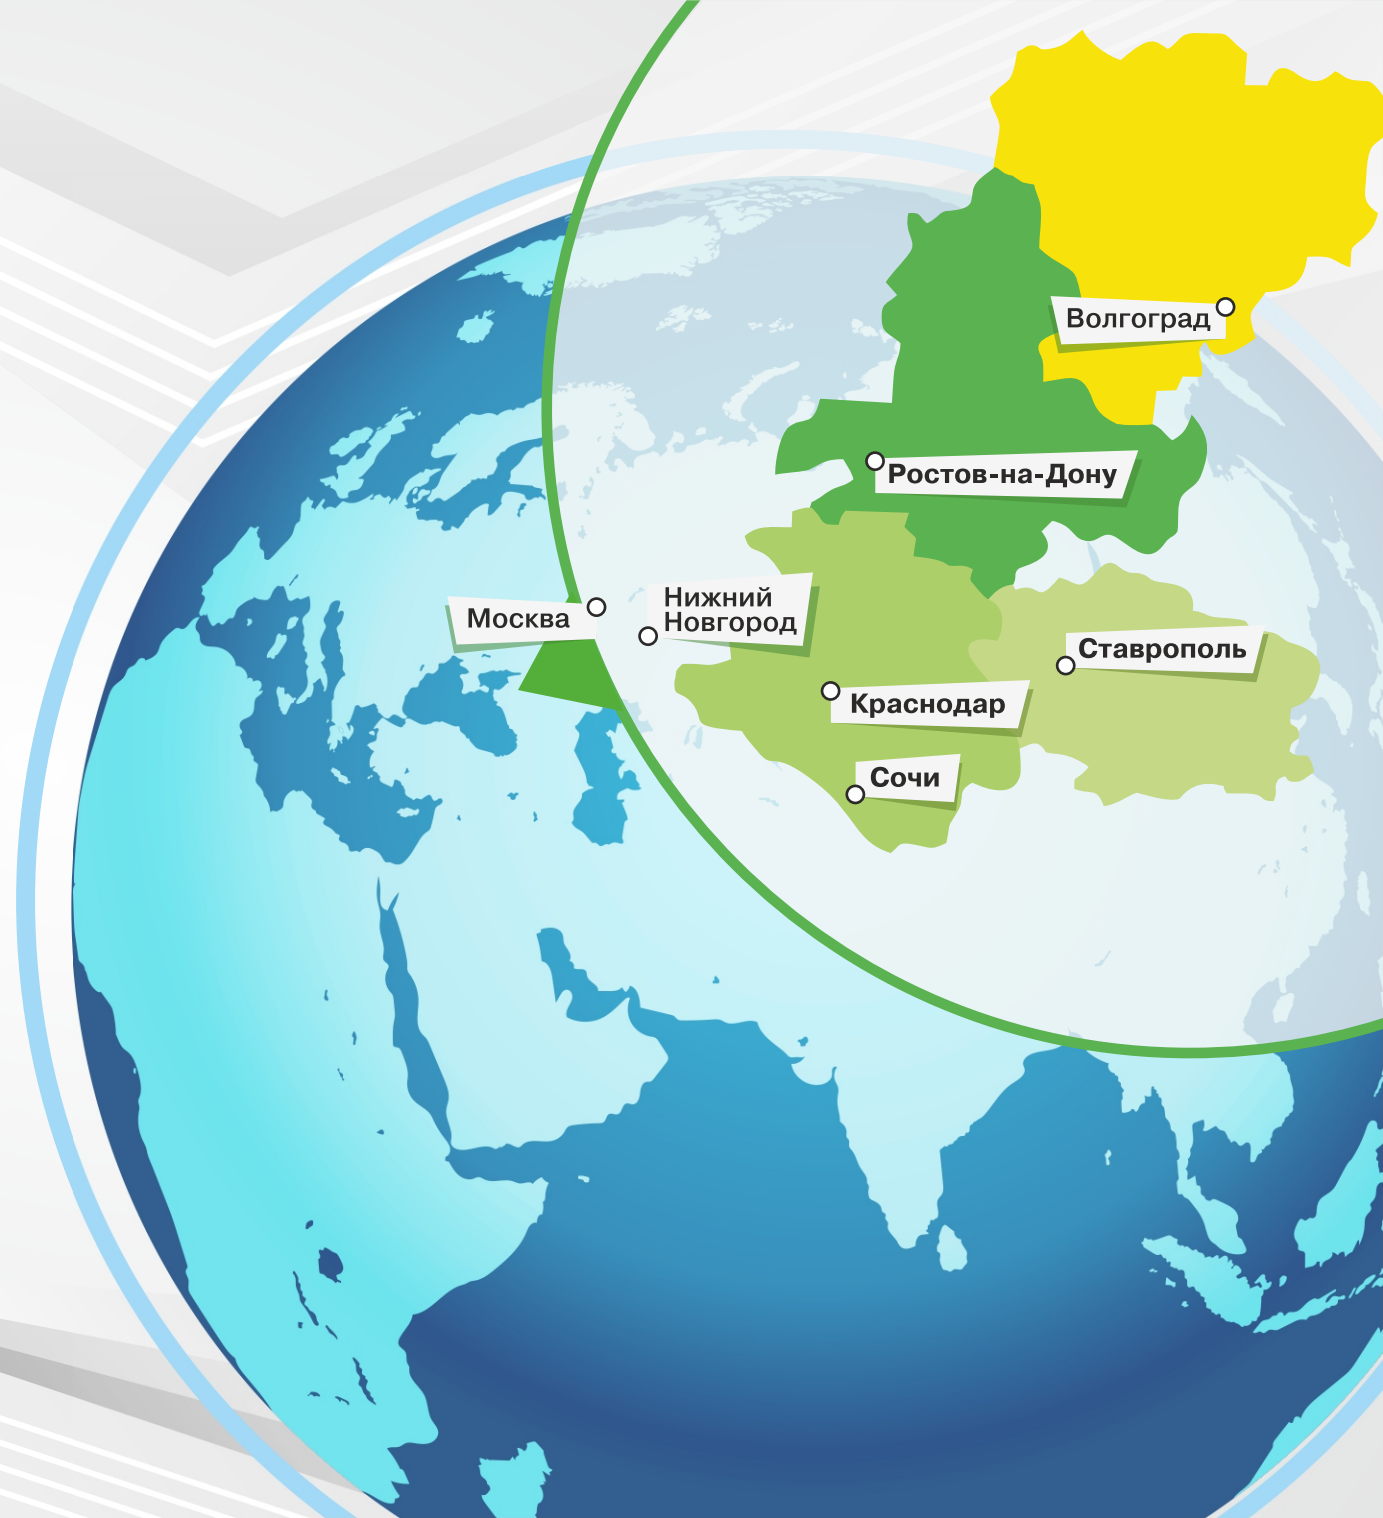 Волгоград
Ростов-на-Дону
Москва
Нижний
Новгород
Ставрополь
Краснодар
Сочи